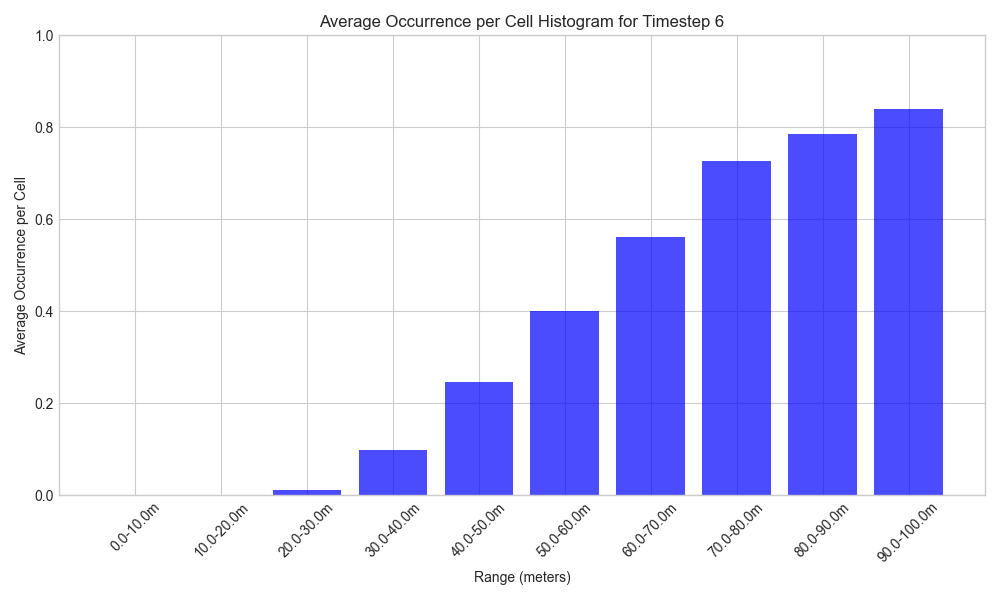 Average Occurrence per Cell Histogram for Timestep 6
1.0
0.8
0.6
0.4
0.2
0.0
Average Occurrence per Cell
0.0-10.0m
10.0-20.0m
20.0-30.0m
30.0-40.0m
40.0-50.0m
50.0-60.0m
60.0-70.0m
70.0-80.0m
80.0-90.0m
90.0-100.0m
Range (meters)